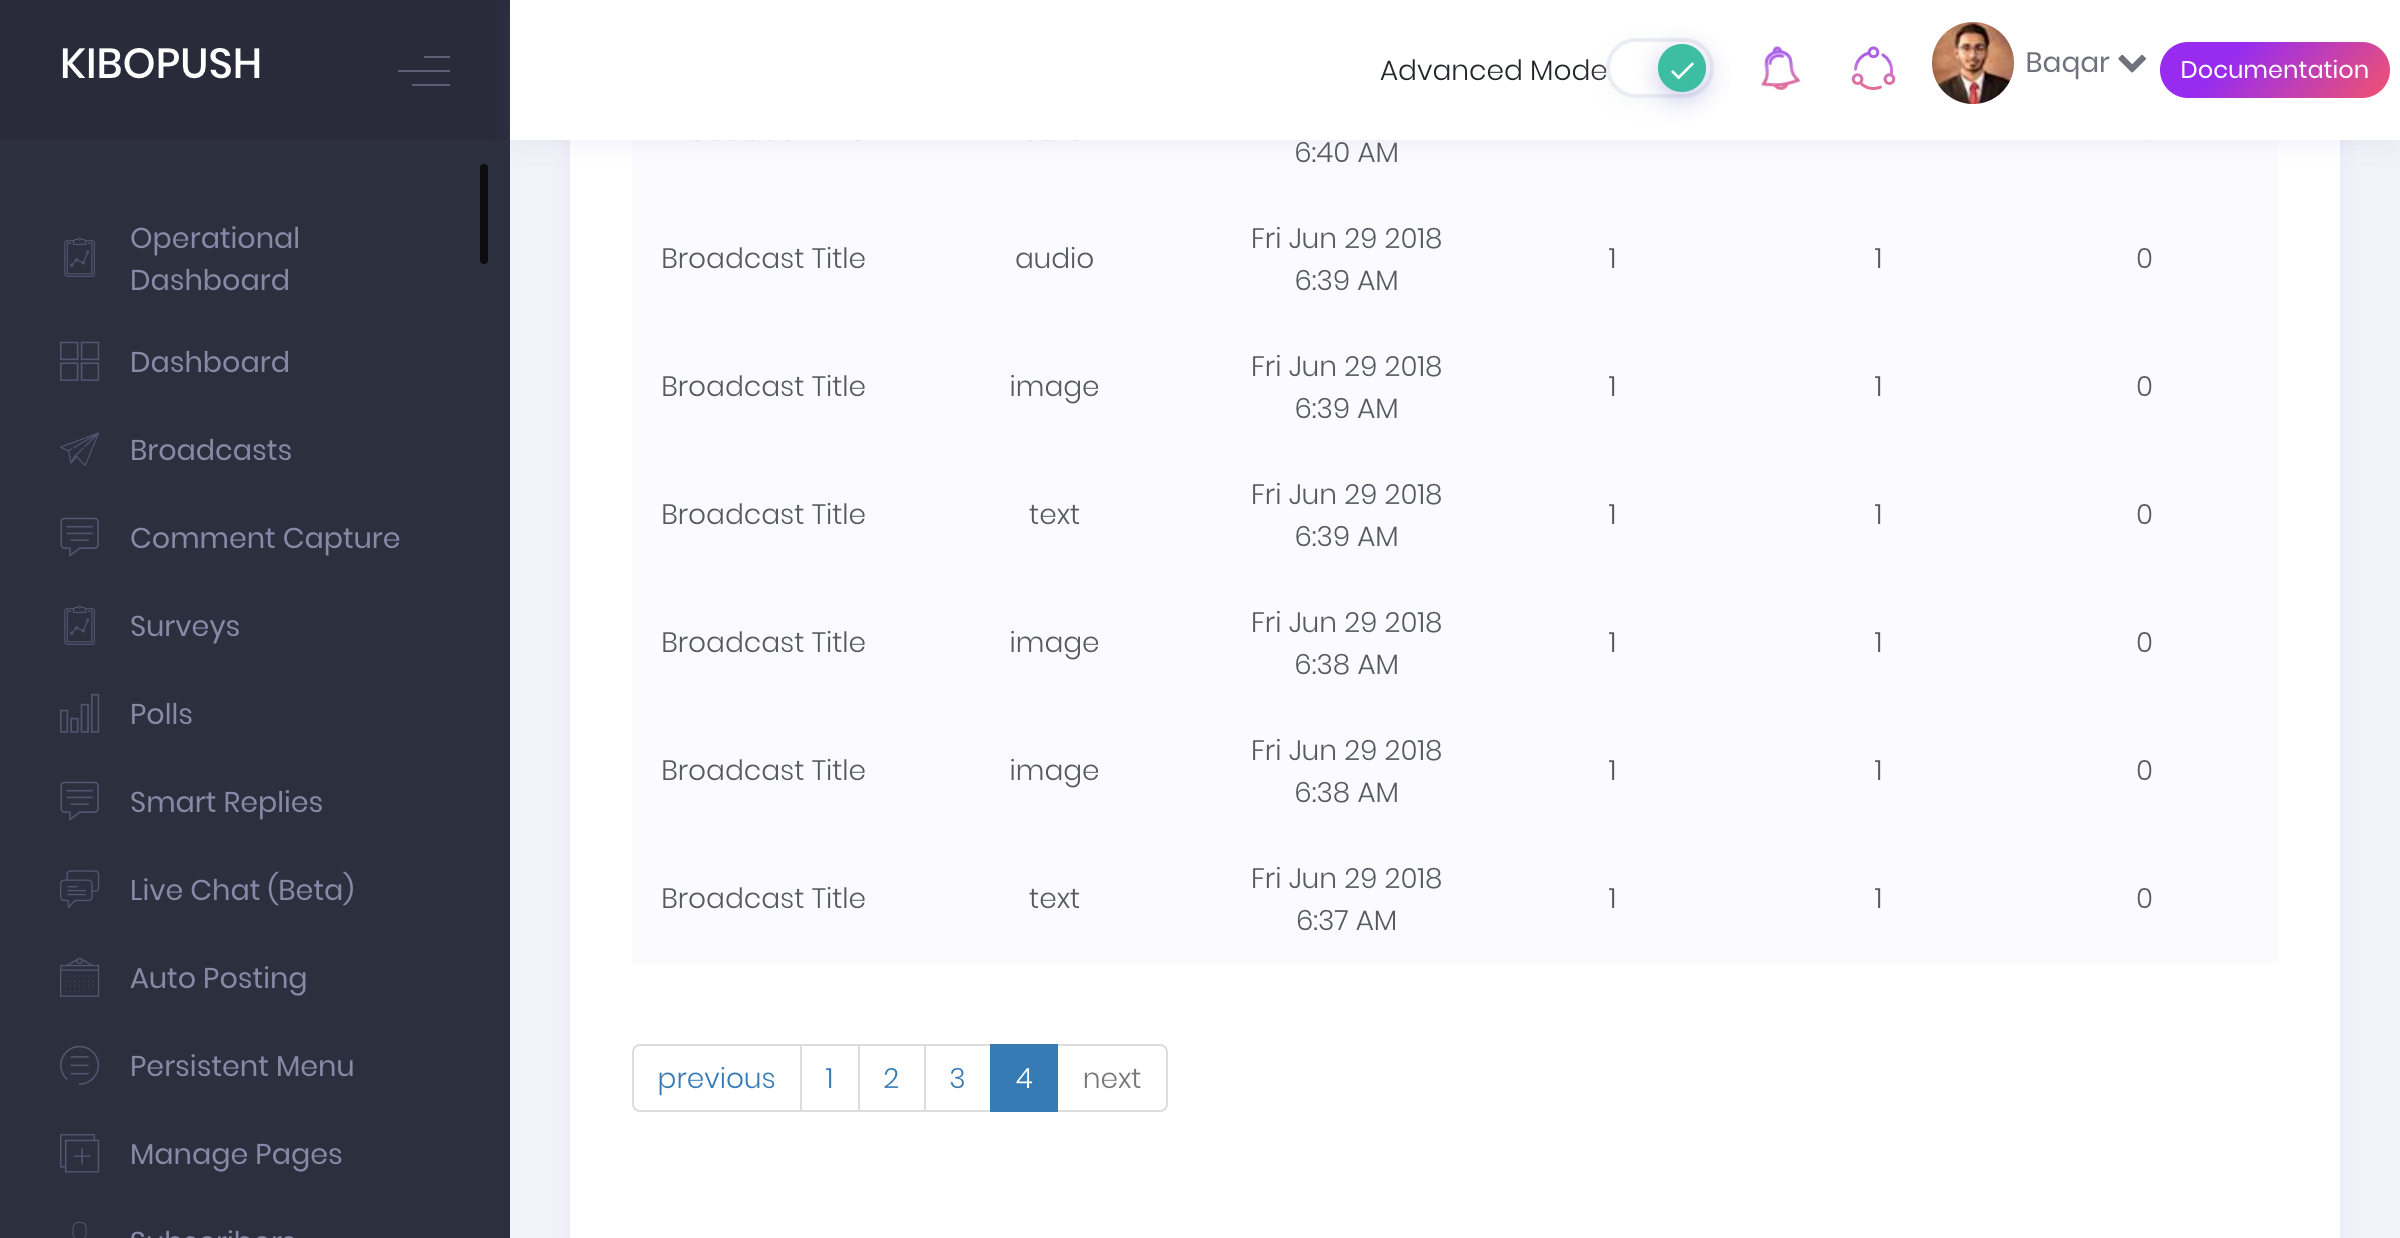 KIBOPUSH
Advanced Mode
Baqar
Documentation
Operational
Dashboard
Dashboard
Broadcasts
Comment Capture
Surveys
Polls
Smart Replies
Live Chat (Beta)
Auto Posting
Persistent Menu
Manage Pages
Subscribers
6:40 AM
Broadcast Title audio Fri Jun 29 2018 1 1 0
6:39 AM
Broadcast Title image Fri Jun 29 2018 1 1 0
6:39 AM
Broadcast Title text Fri Jun 29 2018 1 1 0
6:39 AM
Broadcast Title image Fri Jun 29 2018 1 1 0
6:38 AM
Broadcast Title image Fri Jun 29 2018 1 1 0
6:38 AM
Broadcast Title text Fri Jun 29 2018 1 1 0
6:37 AM
previous 1 2 3 4 next